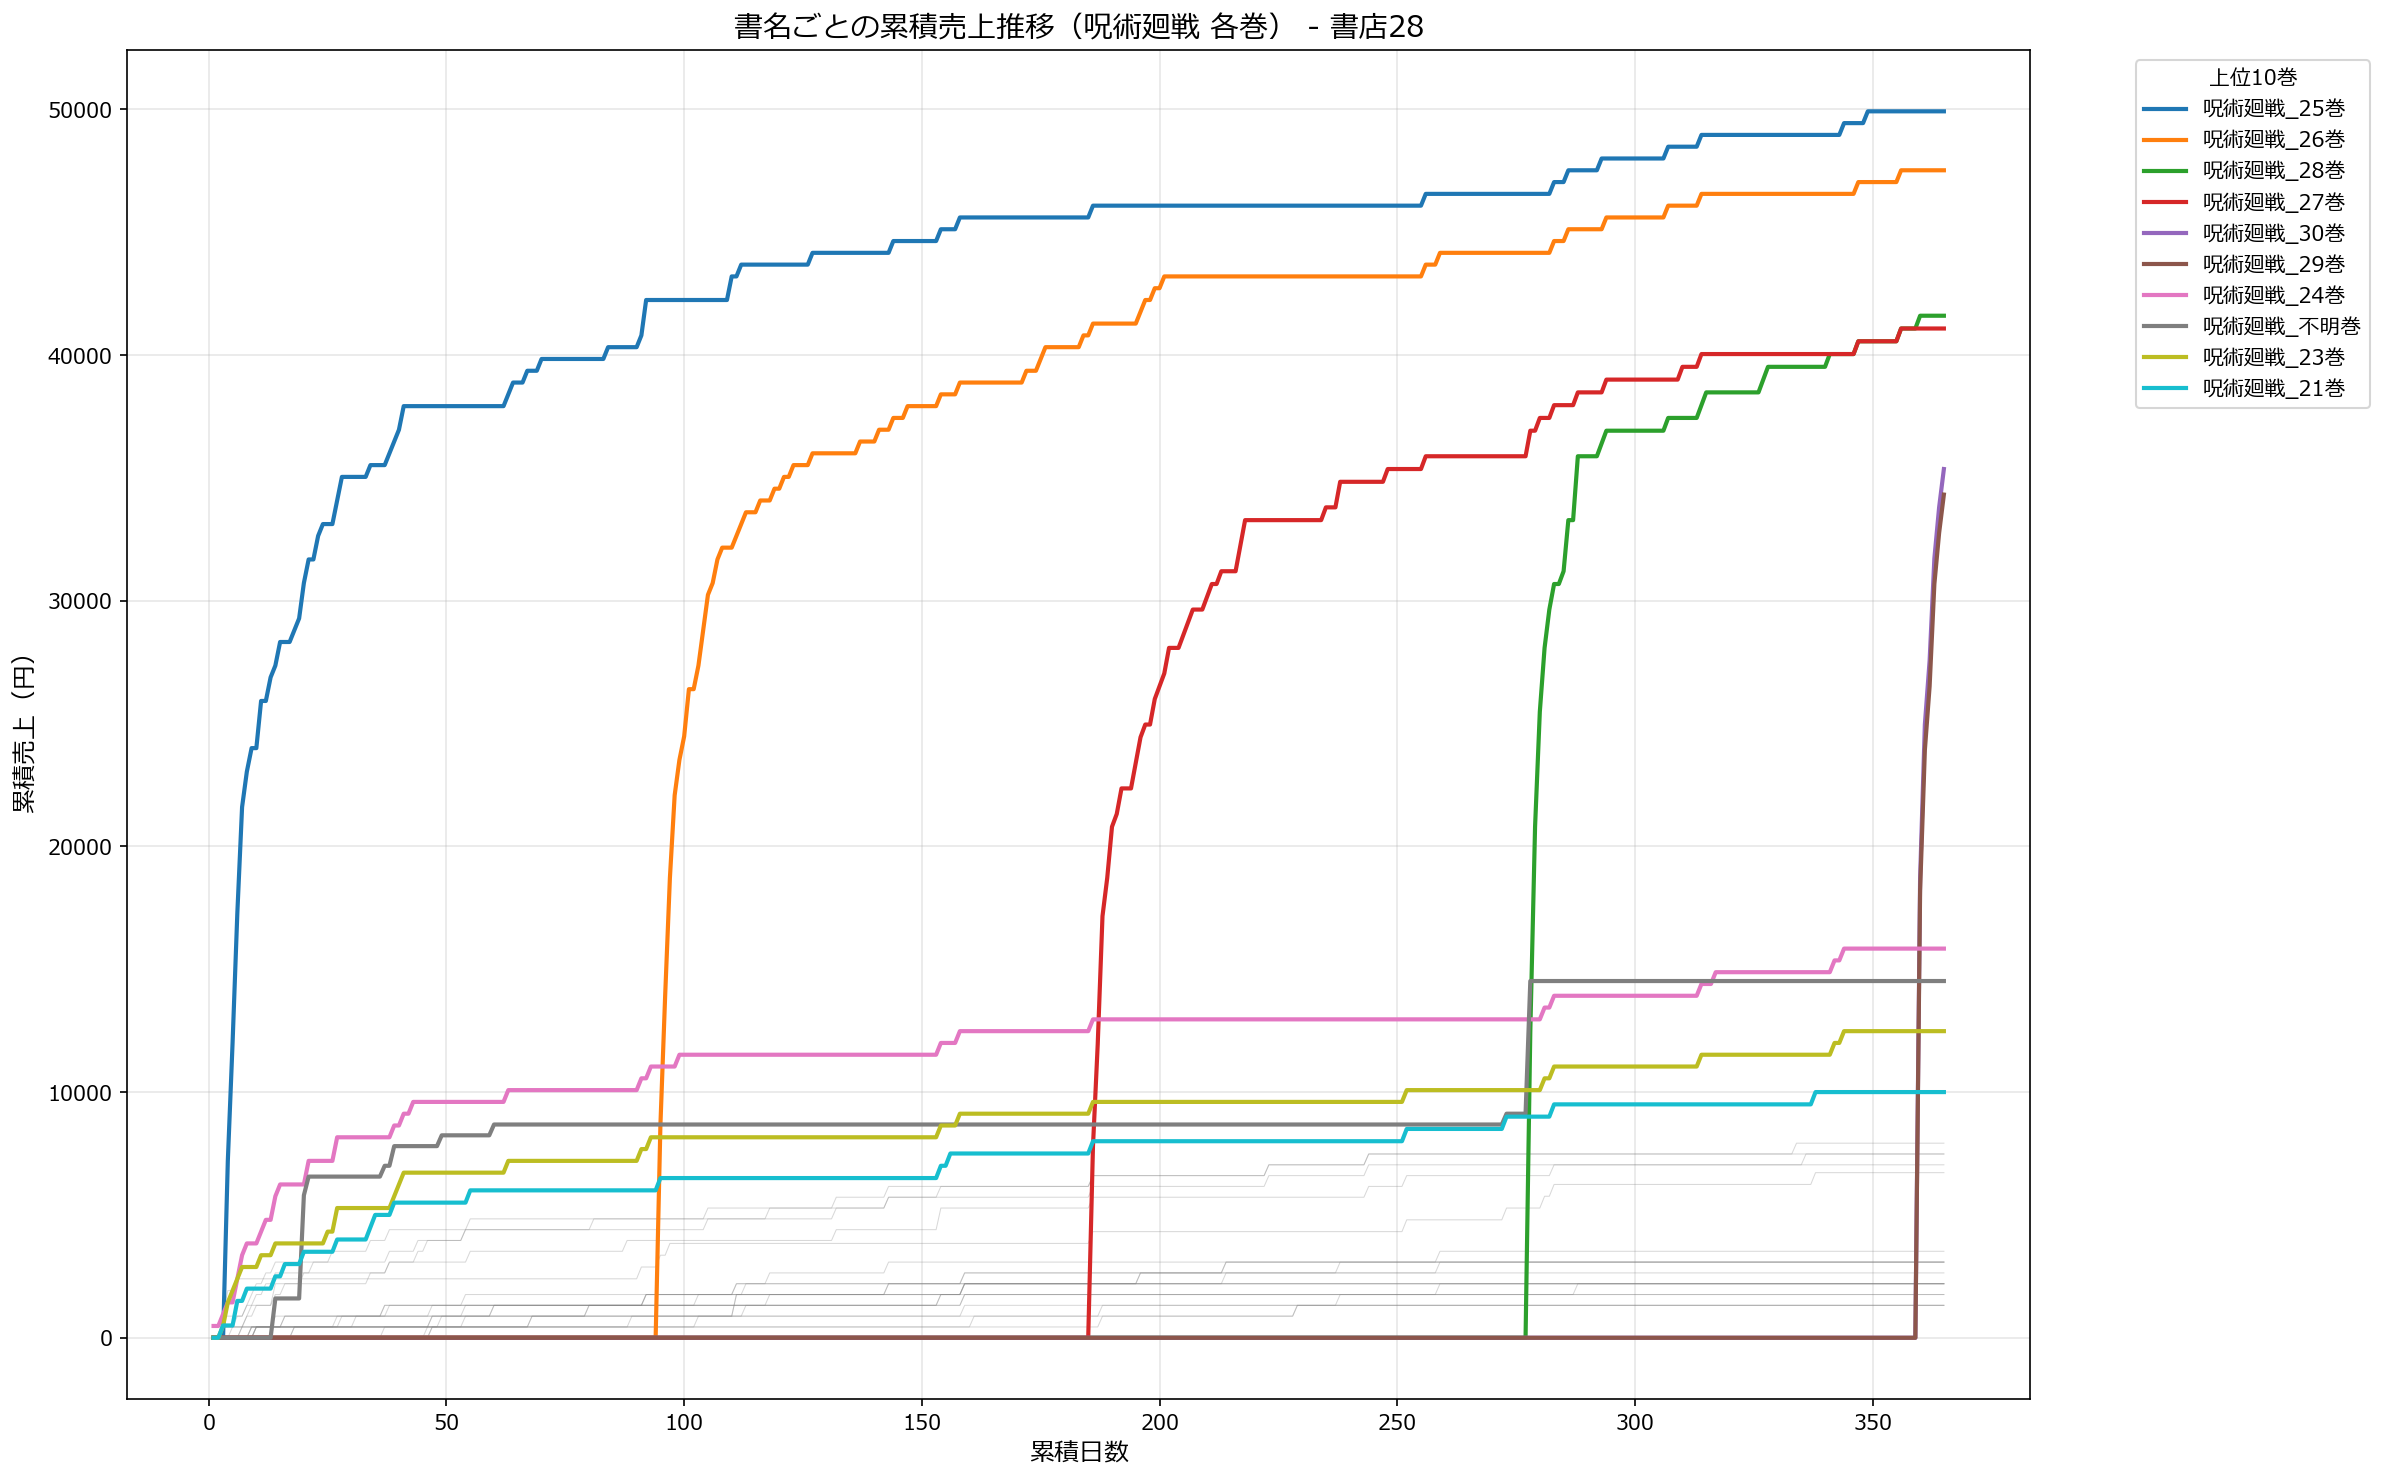 書名ごとの累積売上推移（呪術廻戦 各巻） - 書店28
上位10巻
呪術廻戦_25巻
呪術廻戦_26巻
呪術廻戦_28巻
呪術廻戦_27巻
呪術廻戦_30巻
呪術廻戦_29巻
呪術廻戦_24巻
呪術廻戦_不明巻
呪術廻戦_23巻
呪術廻戦_21巻
累積売上（円）
50000
40000
30000
20000
10000
0
0 50 100 150 200 250 300 350
累積日数